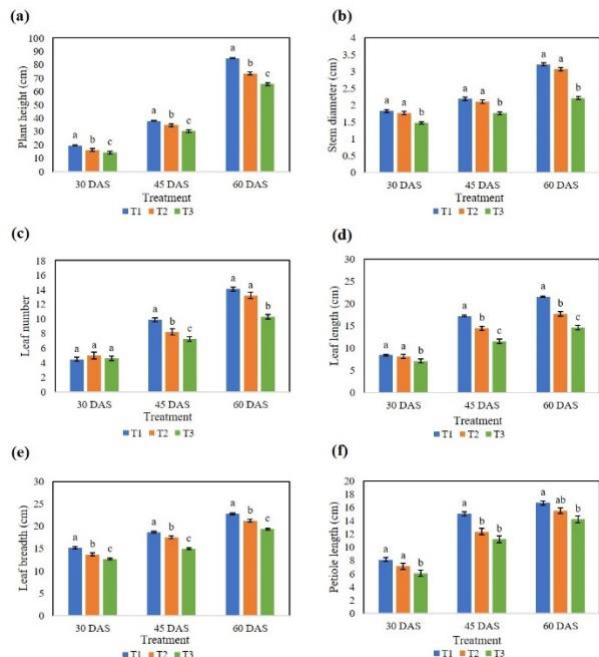 (a)
Plant height (cm)
100
90
80
70
60
50
40
30
20
10
0
a b c
a b c
a b c
30 DAS 45 DAS 60 DAS
Treatment
T1 T2 T3
(b)
Stem diameter (cm)
4
3.5
3
2.5
2
1.5
1
0.5
0
a a b
a a b
a a b
30 DAS 45 DAS 60 DAS
Treatment
T1 T2 T3
(c)
Leaf number
18
16
14
12
10
8
6
4
2
0
a a a
a b c
a a b
30 DAS 45 DAS 60 DAS
Treatment
T1 T2 T3
(d)
Leaf length (cm)
30
25
20
15
10
5
0
a a b
a b c
a b c
30 DAS 45 DAS 60 DAS
Treatment
T1 T2 T3
(e)
Leaf breadth (cm)
30
25
20
15
10
5
0
a b c
a b c
a b c
30 DAS 45 DAS 60 DAS
Treatment
T1 T2 T3
(f)
Petiole length (cm)
18
16
14
12
10
8
6
4
2
0
a a b
a b b
a ab b
30 DAS 45 DAS 60 DAS
Treatment
T1 T2 T3